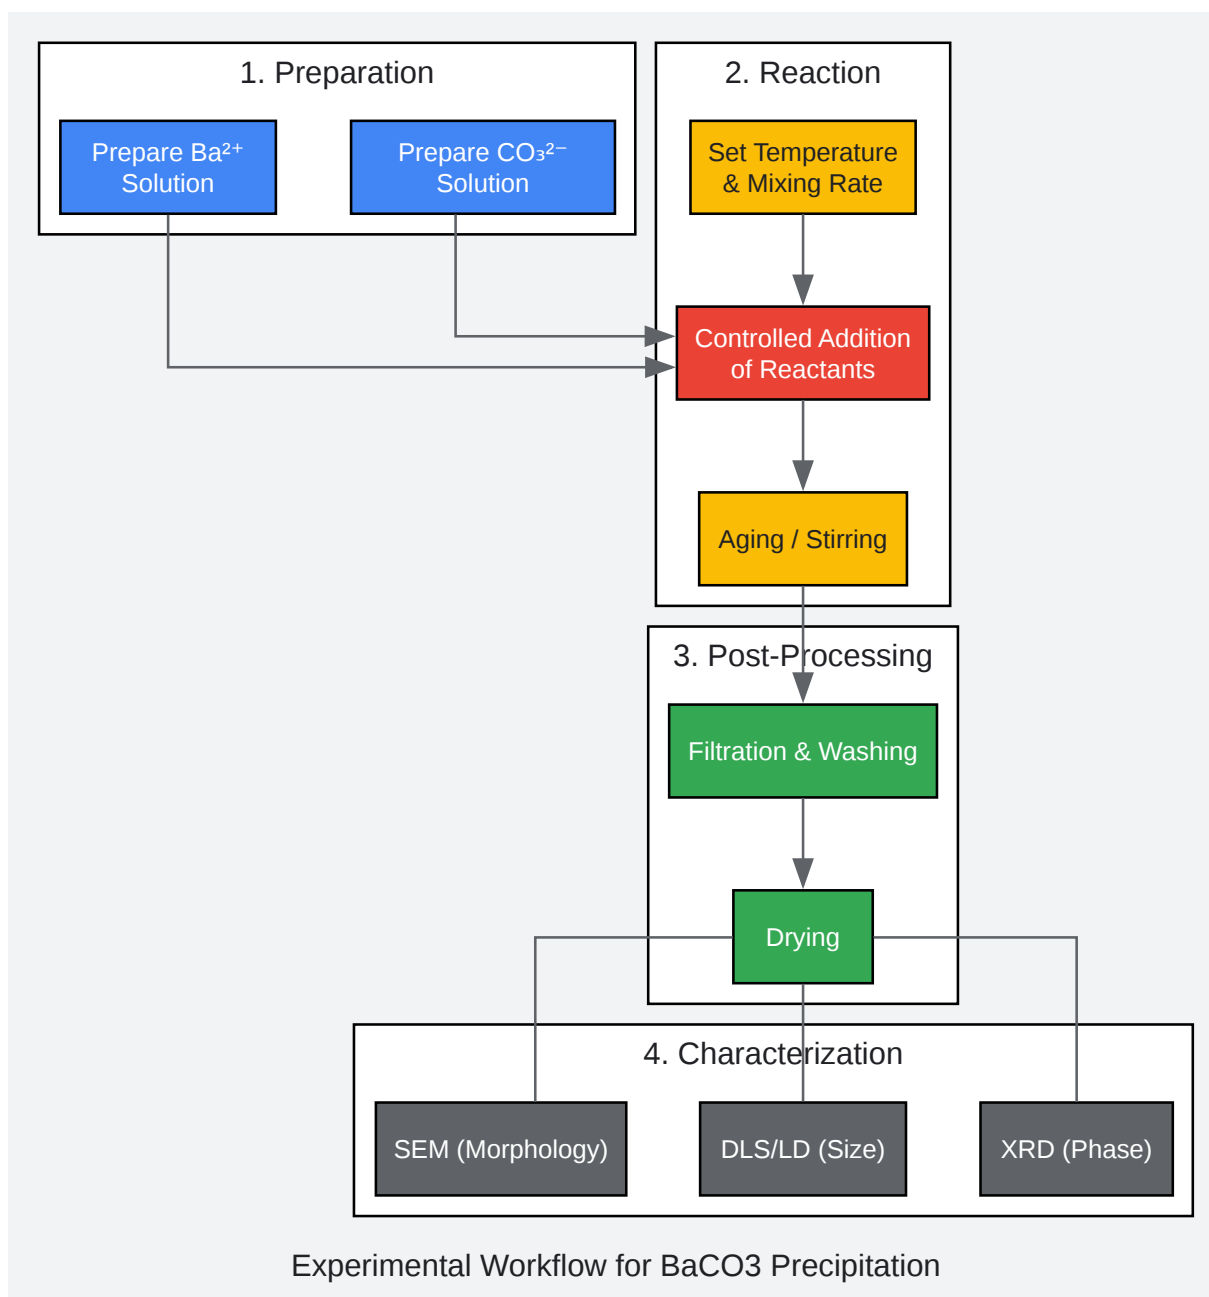 1. Preparation
Prepare Ba²⁺
Solution
Prepare CO₃²⁻
Solution
2. Reaction
Set Temperature
& Mixing Rate
Controlled Addition
of Reactants
Aging / Stirring
3. Post-Processing
Filtration & Washing
Drying
4. Characterization
SEM (Morphology)
DLS/LD (Size)
XRD (Phase)
Experimental Workflow for BaCO3 Precipitation